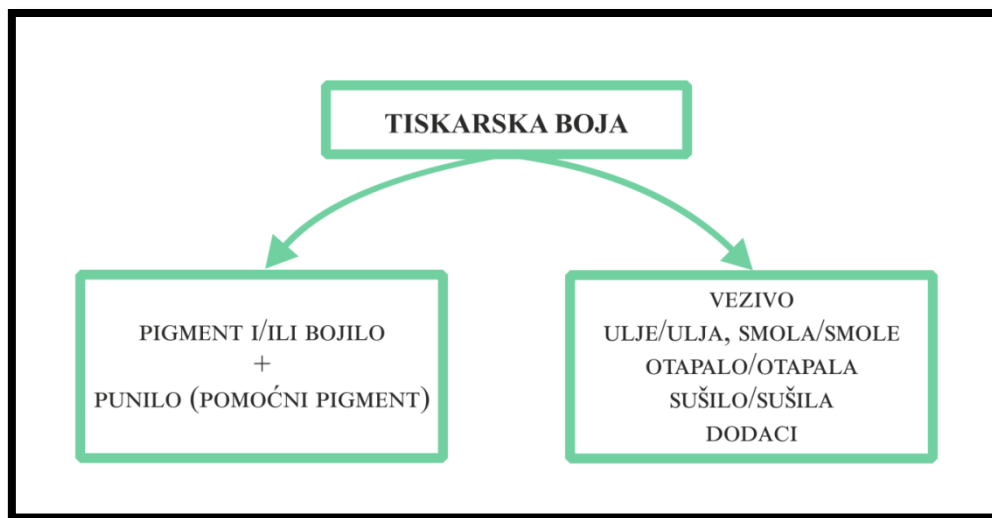 TISKARSKA BOJA
PIGMENT I/ILI BOJILO
+
PUNILO (POMOĆNI PIGMENT)
VEZIVO
ULJE/ULJA, SMOLA/SMOLE
OTAPALO/OTAPALA
SUŠILO/SUŠILA
DODACI